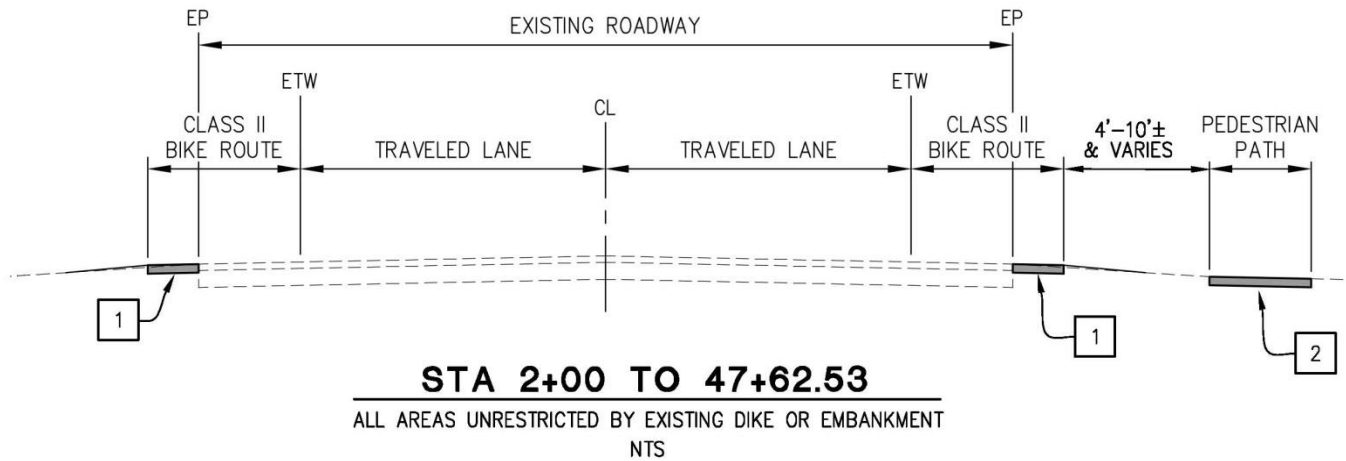 EP
EXISTING ROADWAY
EP
ETW
ETW
CL
CLASS II
BIKE ROUTE
TRAVELED LANE
TRAVELED LANE
CLASS II
BIKE ROUTE
4'-10'±
& VARIES
PEDESTRIAN
PATH
1
1
2
STA 2+00 TO 47+62.53
ALL AREAS UNRESTRICTED BY EXISTING DIKE OR EMBANKMENT
NTS